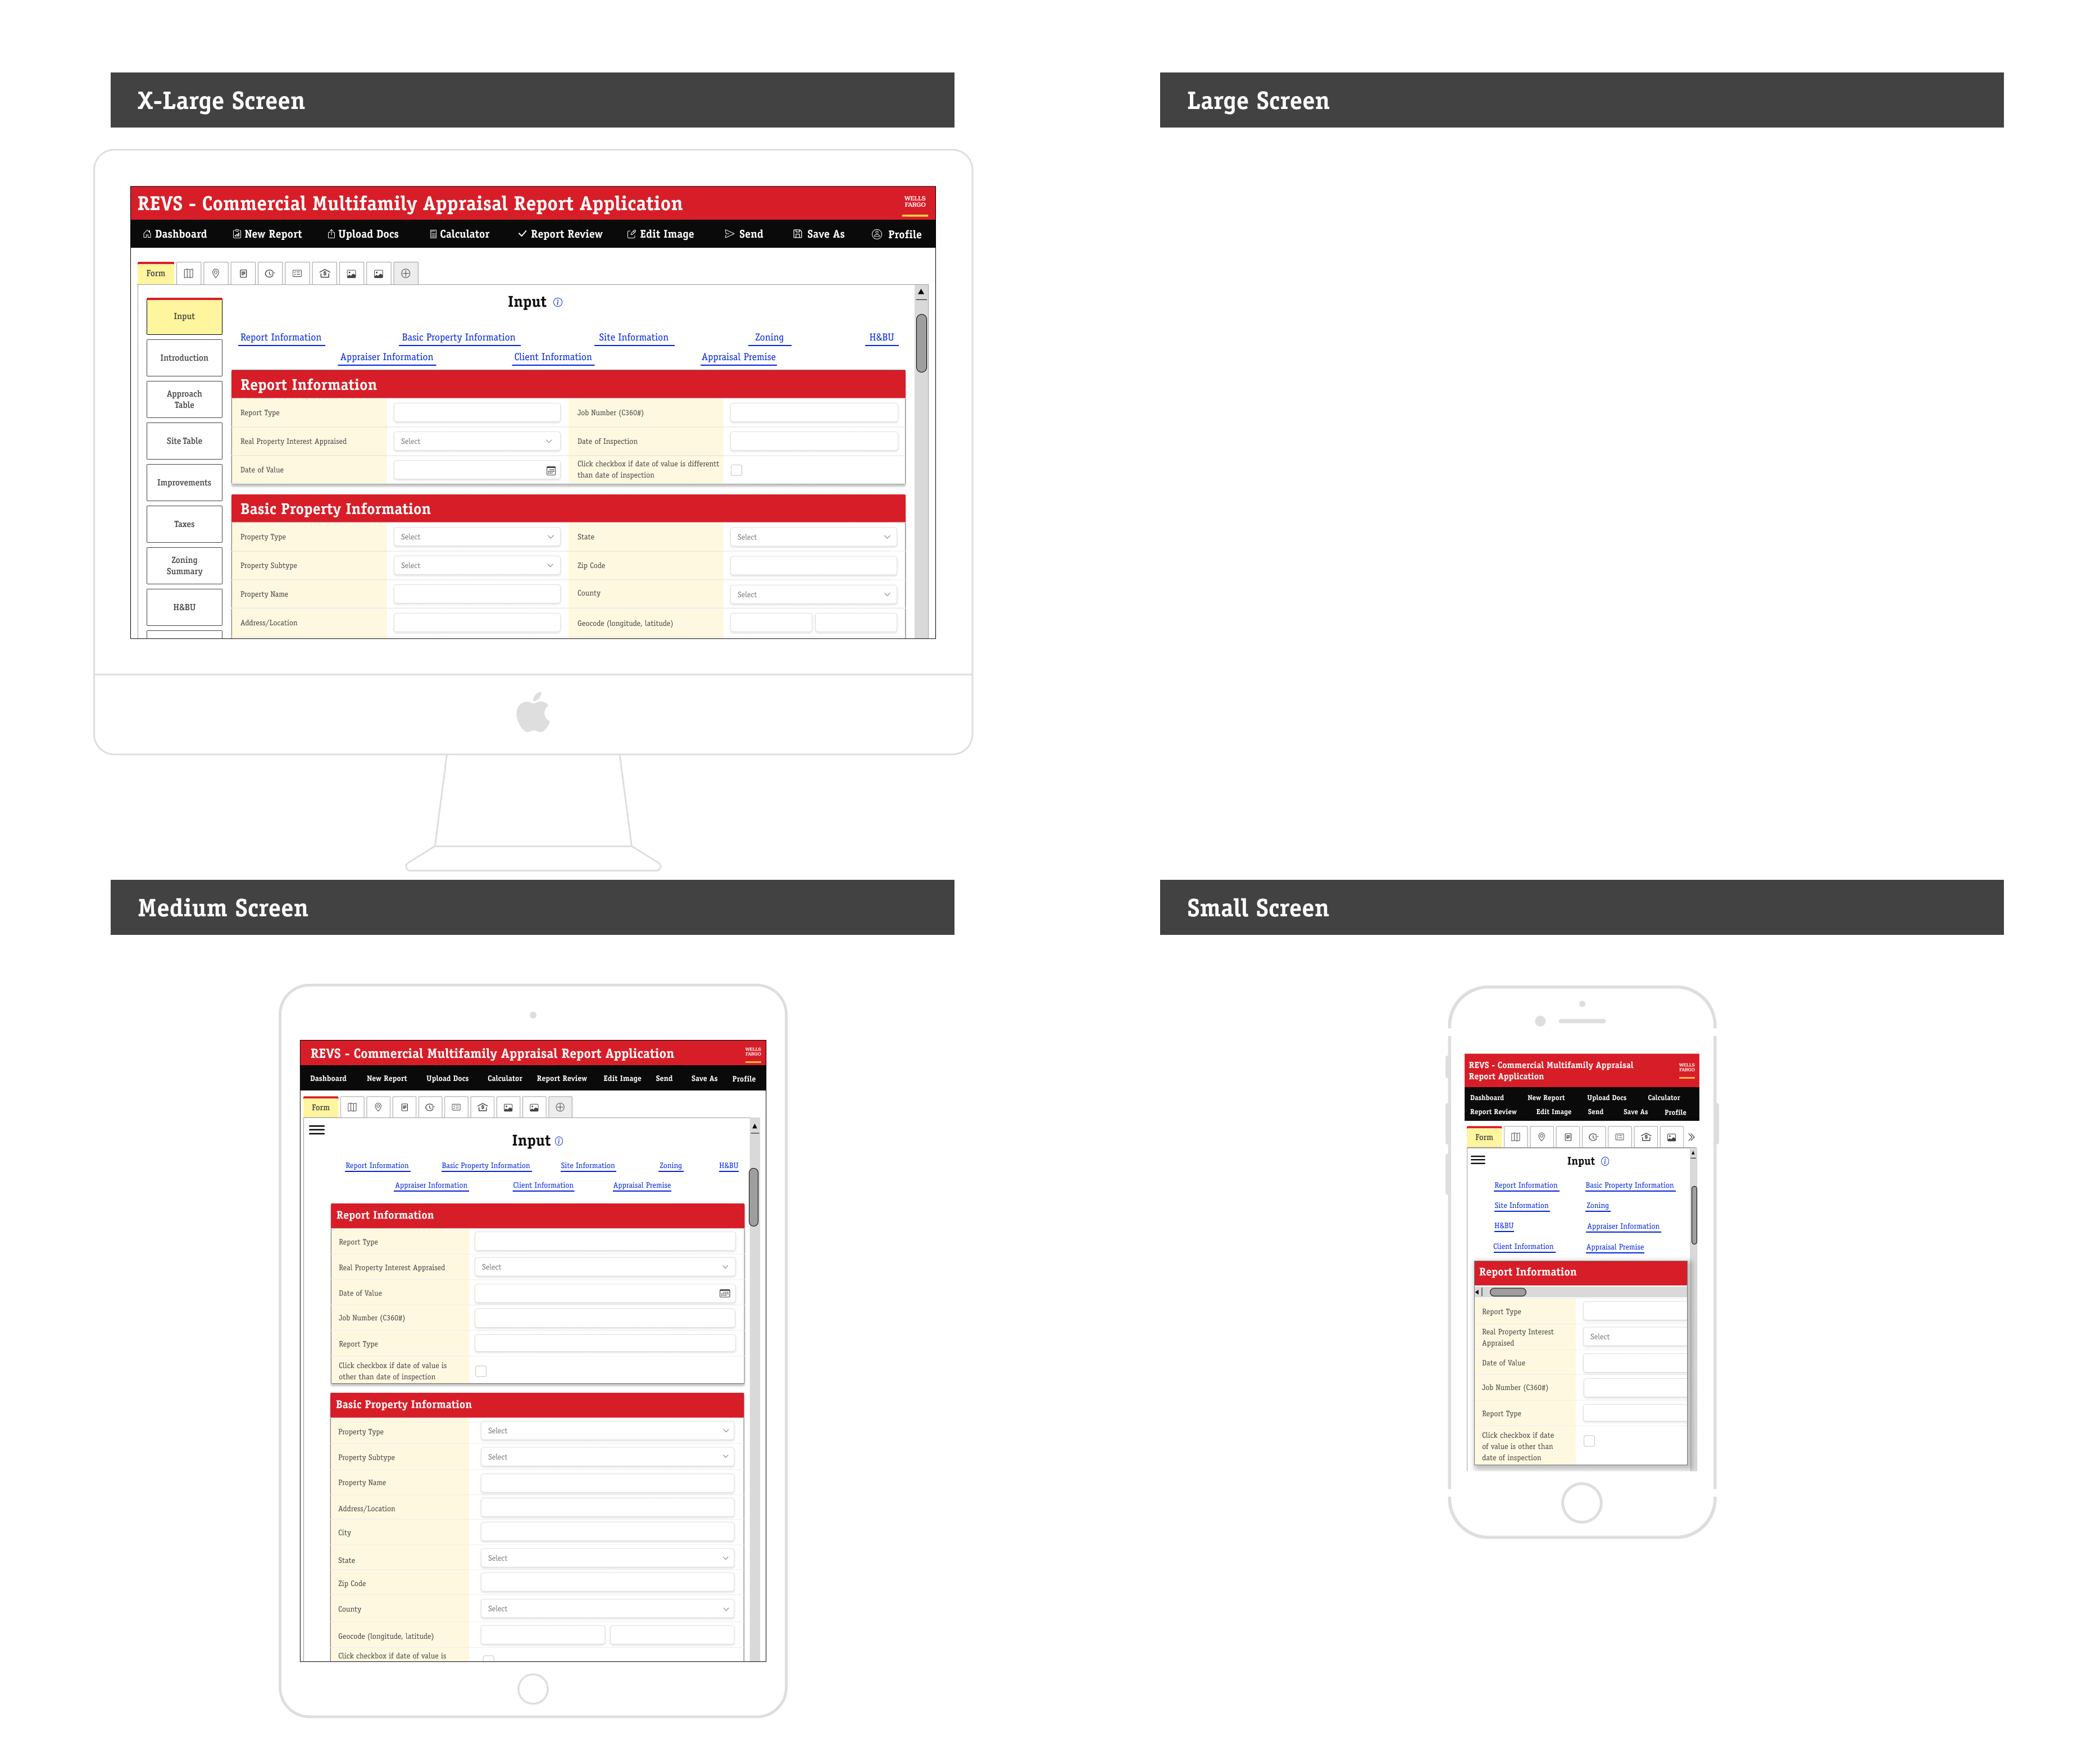 X-Large Screen
Large Screen
REVS - Commercial Multifamily Appraisal Report Application
WELLS
FARGO
Dashboard New Report Upload Docs Calculator Report Review Edit Image Send Save As Profile
Form
Input
Report Information Basic Property Information Site Information Zoning H&BU
Appraiser Information Client Information Appraisal Premise
Input
Introduction
Approach
Table
Site Table
Improvements
Taxes
Zoning
Summary
H&BU
Report Information
Report Type Job Number (C360#)
Real Property Interest Appraised Select Date of Inspection
Date of Value Click checkbox if date of value is differentt
than date of inspection
Basic Property Information
Property Type Select State Select
Property Subtype Select Zip Code
Property Name County Select
Address/Location Geocode (longitude, latitude)
Medium Screen
Small Screen
REVS - Commercial Multifamily Appraisal Report Application
WELLS
FARGO
Dashboard New Report Upload Docs Calculator Report Review Edit Image Send Save As Profile
Form
Input
Report Information Basic Property Information Site Information Zoning H&BU
Appraiser Information Client Information Appraisal Premise
Report Information
Report Type
Real Property Interest Appraised Select
Date of Value
Job Number (C360#)
Report Type
Click checkbox if date of value is
other than date of inspection
Basic Property Information
Property Type Select
Property Subtype Select
Property Name
Address/Location
City
State Select
Zip Code
County Select
Geocode (longitude, latitude)
Click checkbox if date of value is
REVS - Commercial Multifamily Appraisal
Report Application
WELLS
FARGO
Dashboard New Report Upload Docs Calculator
Report Review Edit Image Send Save As Profile
Form
Input
Report Information Basic Property Information
Site Information Zoning
H&BU Appraiser Information
Client Information Appraisal Premise
Report Information
Report Type
Real Property Interest
Appraised
Select
Date of Value
Job Number (C360#)
Report Type
Click checkbox if date
of value is other than
date of inspection